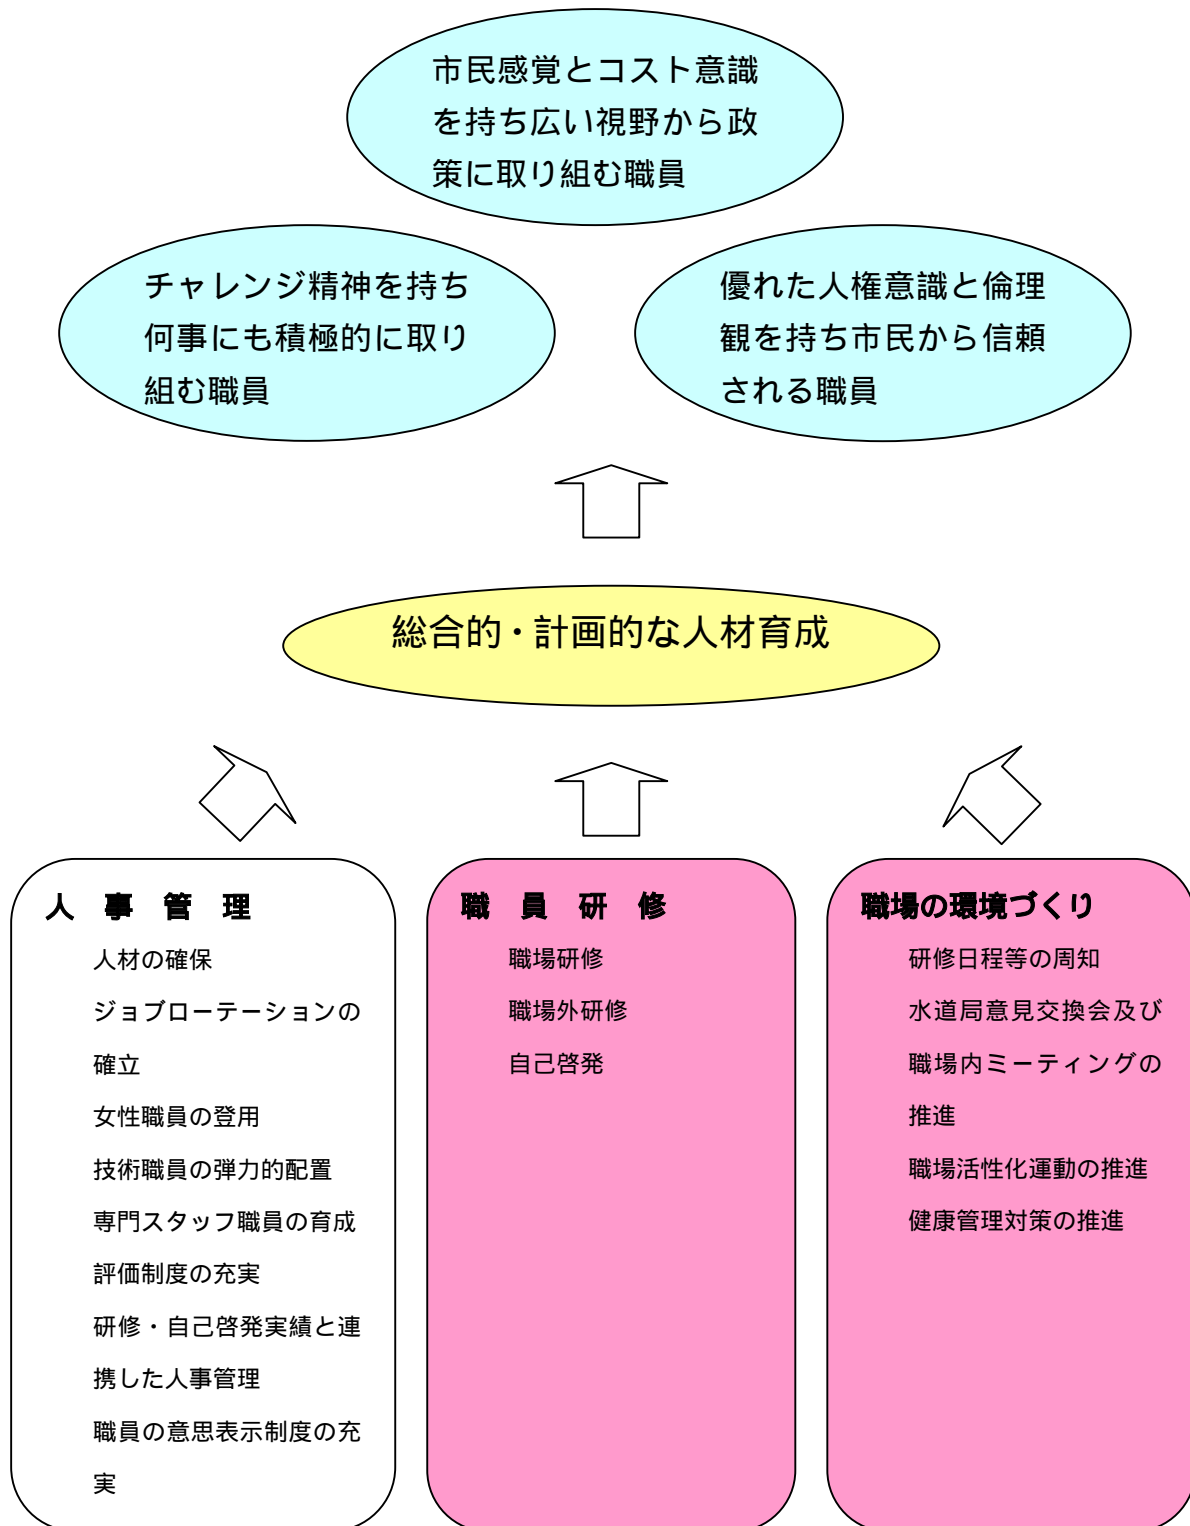 市民感覚とコスト意識
を持ち広い視野から政
策に取り組む職員
チャレンジ精神を持ち
何事にも積極的に取り
組む職員
優れた人権意識と倫理
観を持ち市民から信頼
される職員
総合的・計画的な人材育成
人　事　管　理
人材の確保
ジョブローテーションの
確立
女性職員の登用
技術職員の弾力的配置
専門スタッフ職員の育成
評価制度の充実
研修・自己啓発実績と連
携した人事管理
職員の意思表示制度の充
実
職　員　研　修
職場研修
職場外研修
自己啓発
職場の環境づくり
研修日程等の周知
水道局意見交換会及び
職場内ミーティングの
推進
職場活性化運動の推進
健康管理対策の推進